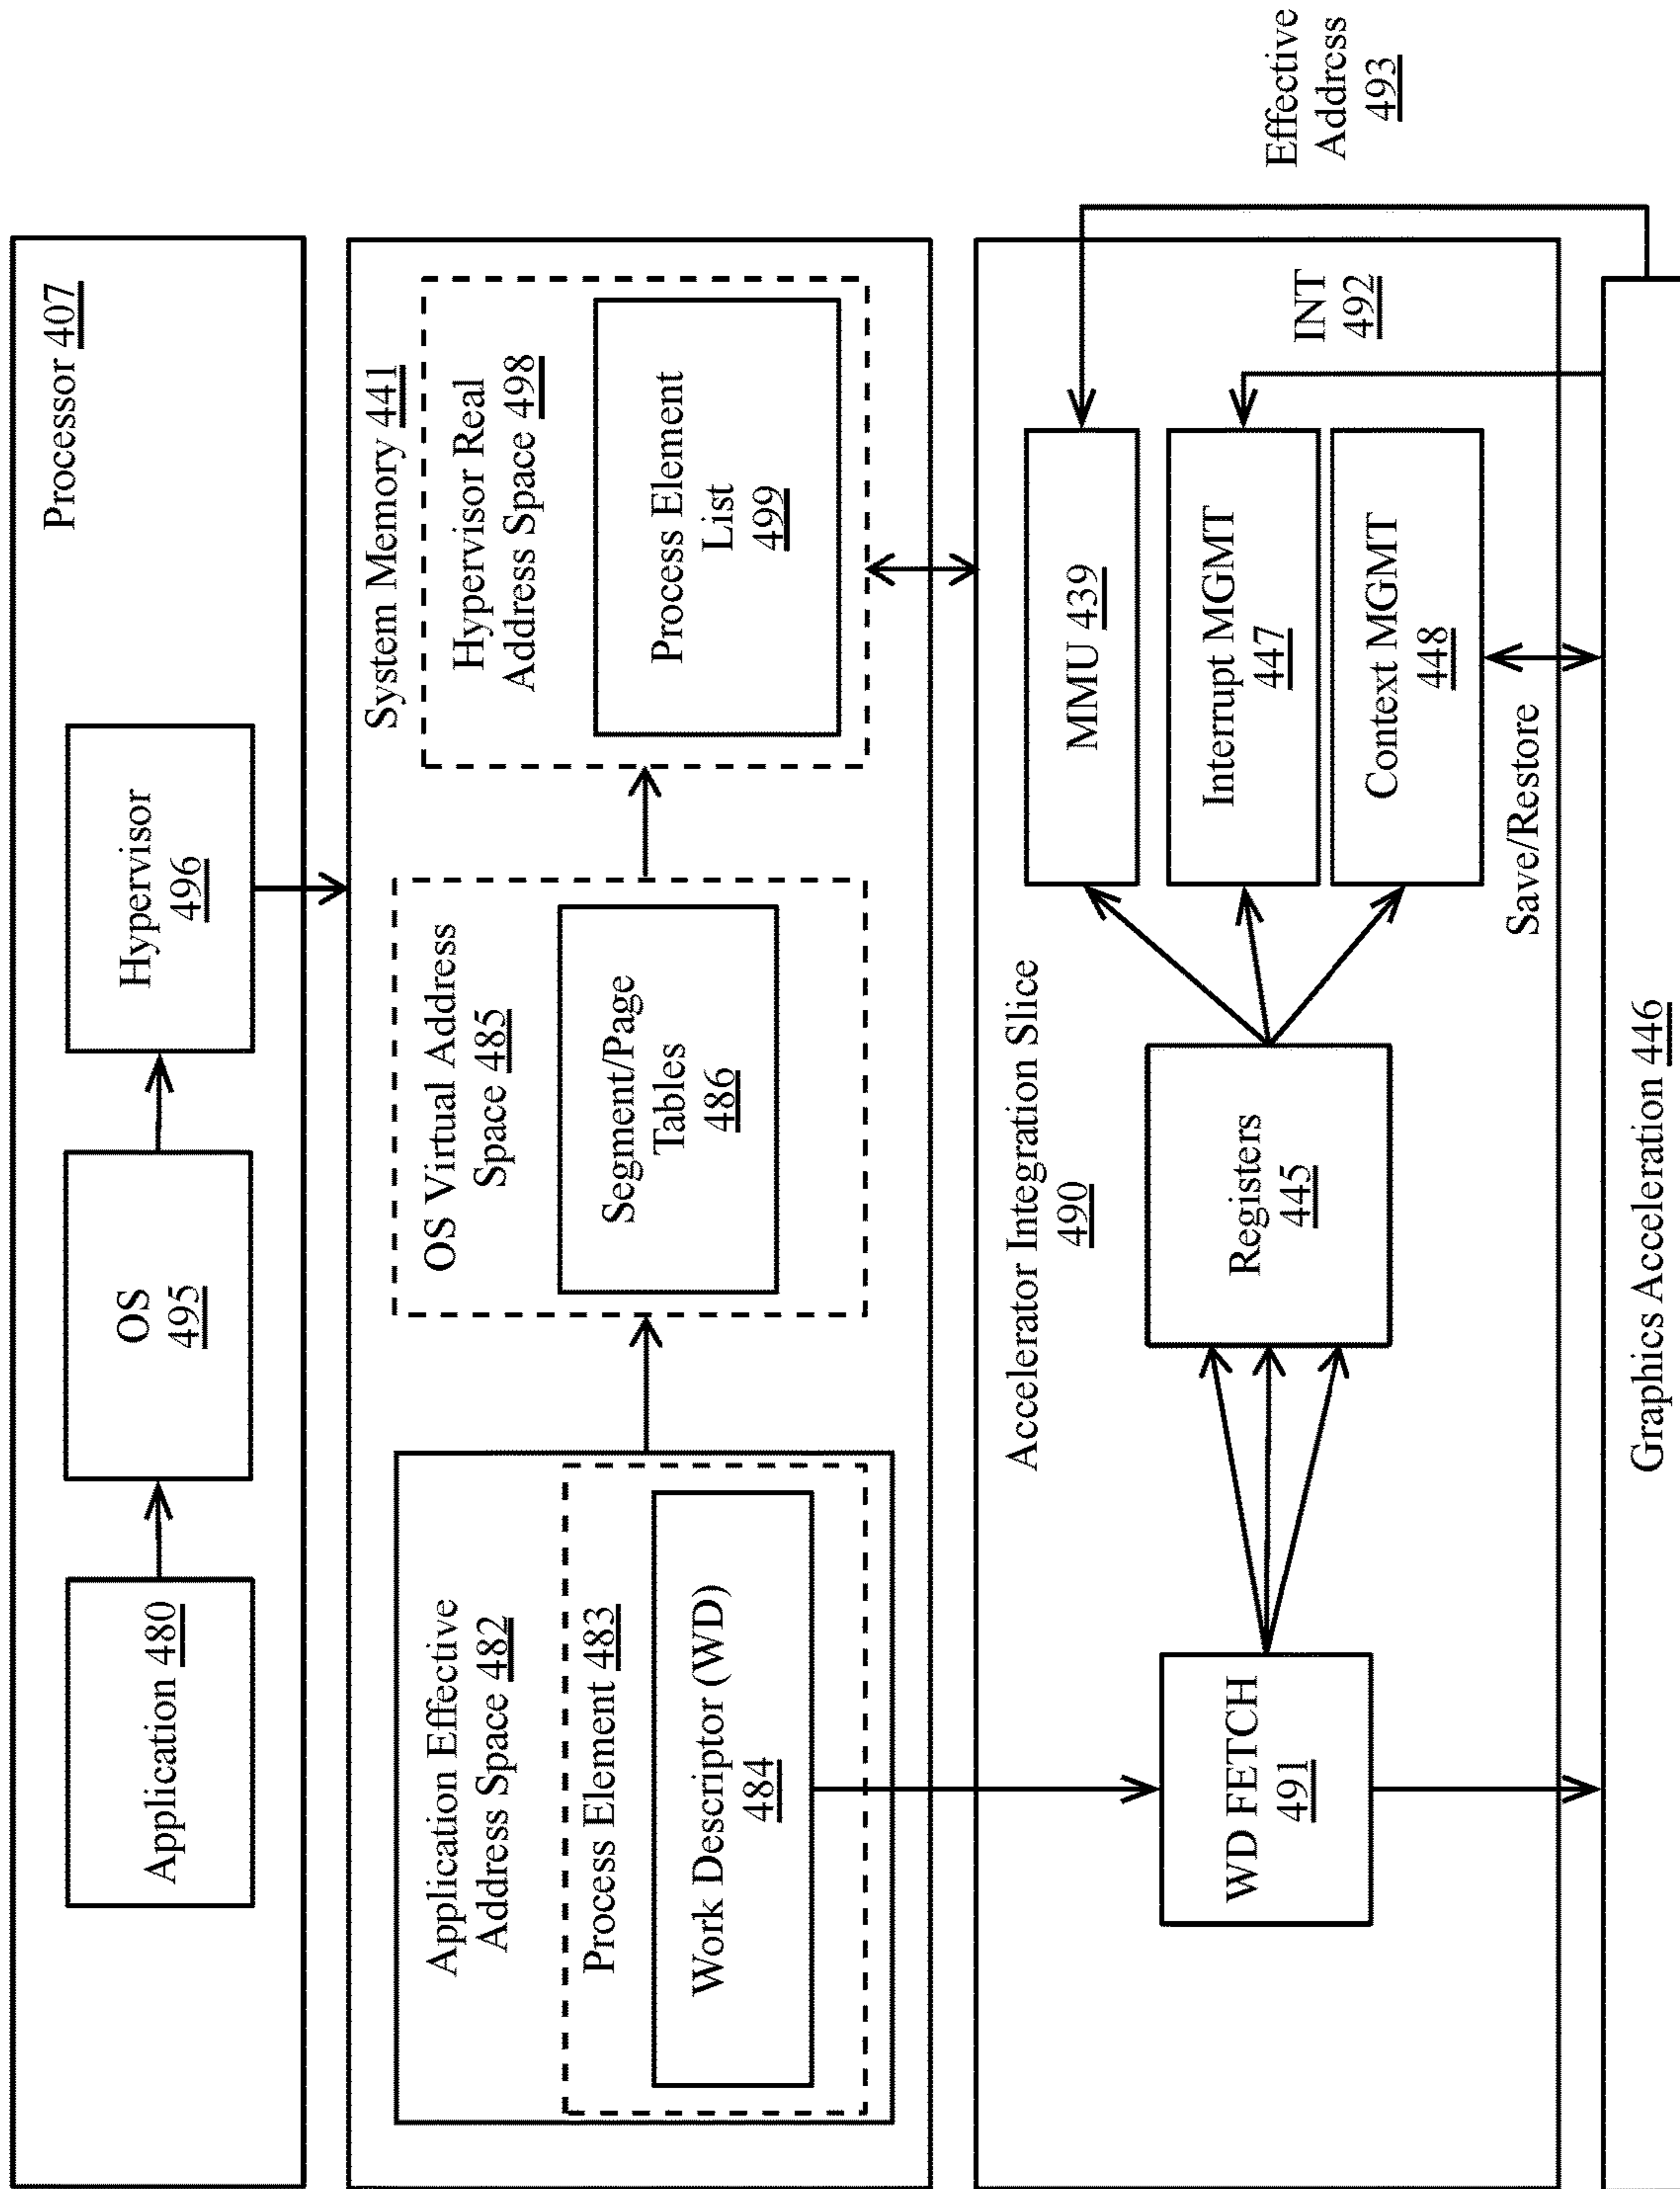 Processor 407
Application 480
OS
495
Hypervisor
496
System Memory 441
Application Effective
Address Space 482
Process Element 483
Work Descriptor (WD)
484
OS Virtual Address
Space 485
Segment/Page
Tables
486
Hypervisor Real
Address Space 498
Process Element
List
499
Accelerator Integration Slice
490
WD FETCH
491
Registers
445
MMU 439
Interrupt MGMT
447
Context MGMT
448
Save/Restore
INT
492
Effective
Address
493
Graphics Acceleration 446